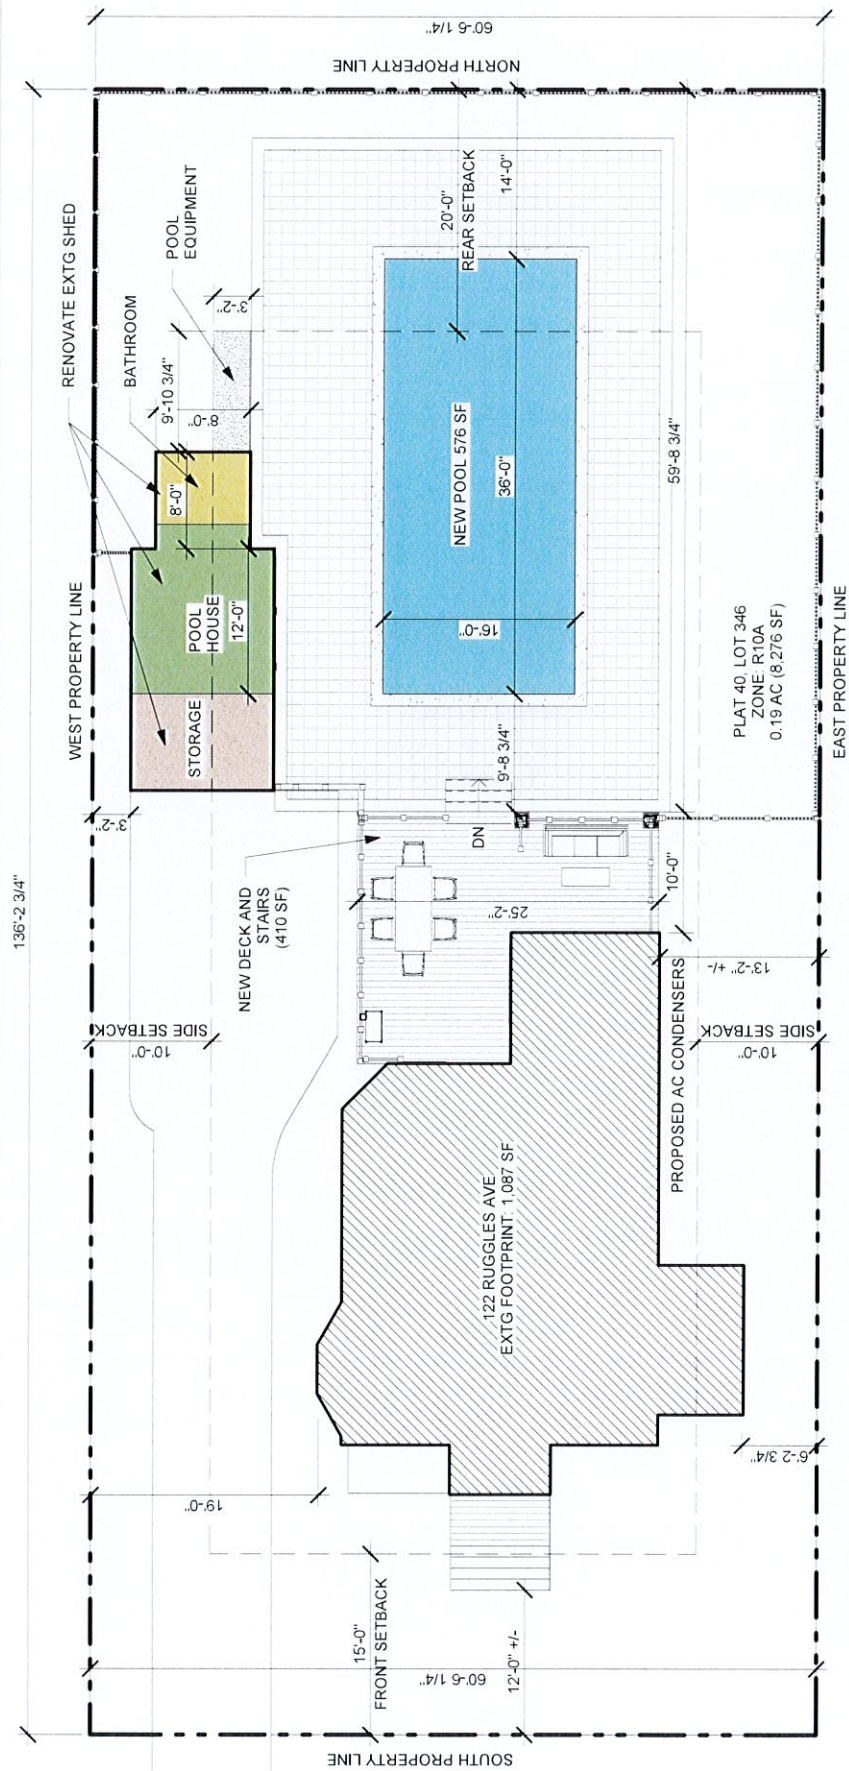 60'-6 1/4"
NORTH PROPERTY LINE
136'-2 3/4"
RENOVATE EXTG SHED
BATHROOM
POOL
EQUIPMENT
9'-10 3/4"
3'-2"
8'-0"
8'-0"
20'-0"
REAR SETBACK
14'-0"
WEST PROPERTY LINE
POOL
HOUSE
12'-0"
STORAGE
NEW POOL 576 SF
36'-0"
16'-0"
59'-8 3/4"
PLAT 40, LOT 346
ZONE: R10A
0.19 AC (8,276 SF)
EAST PROPERTY LINE
3'-2"
9'-8 3/4"
DN
NEW DECK AND
STAIRS
(410 SF)
25'-2"
10'-0"
13'-2" +/-
SIDE SETBACK
10'-0"
PROPOSED AC CONDENSERS
SIDE SETBACK
10'-0"
122 RUGGLES AVE
EXTG FOOTPRINT: 1,087 SF
19'-0"
6'-2 3/4"
15'-0"
FRONT SETBACK
60'-6 1/4"
12'-0" +/-
SOUTH PROPERTY LINE